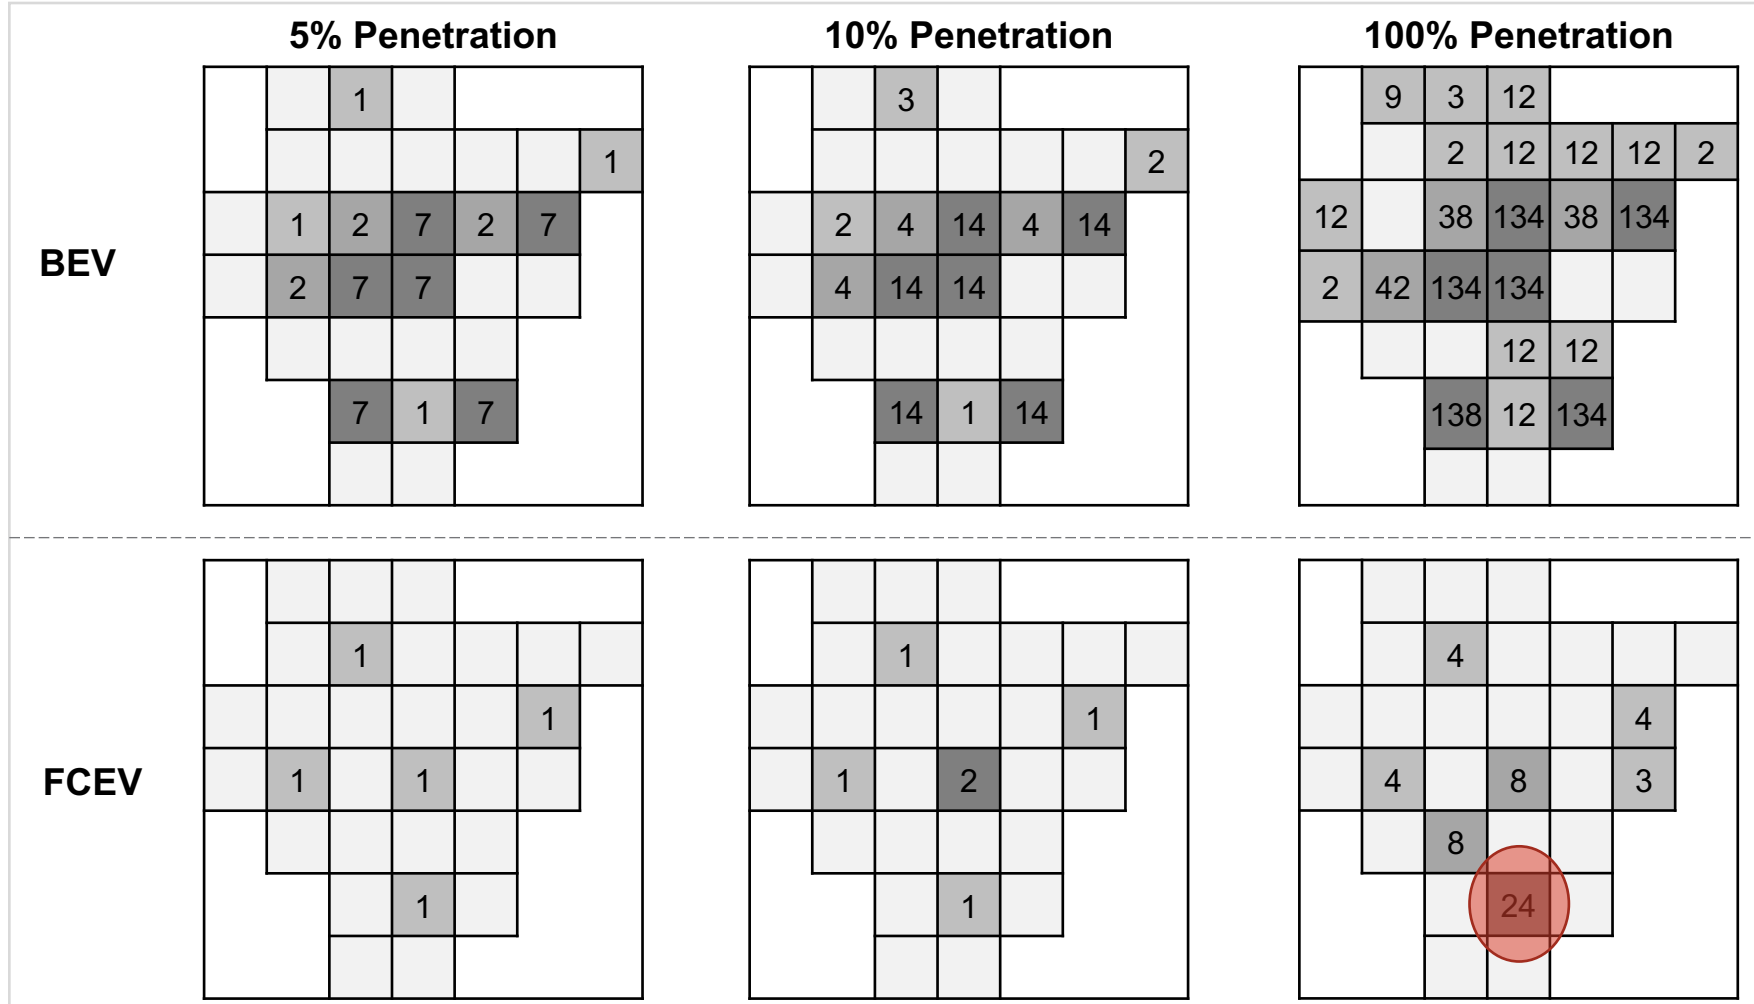 5% Penetration 10% Penetration 100% Penetration
1 3 9 3 12
1 2 2 12 12 12 2
1 2 7 2 7 2 4 14 4 14 12 38 134 38 134
BEV
2 7 7 4 14 14 2 42 134 134
12 12
7 1 7 14 1 14 138 12 134
1 1 4
1 1 4
FCEV 1 1 1 2 4 8 3
8
1 1 24